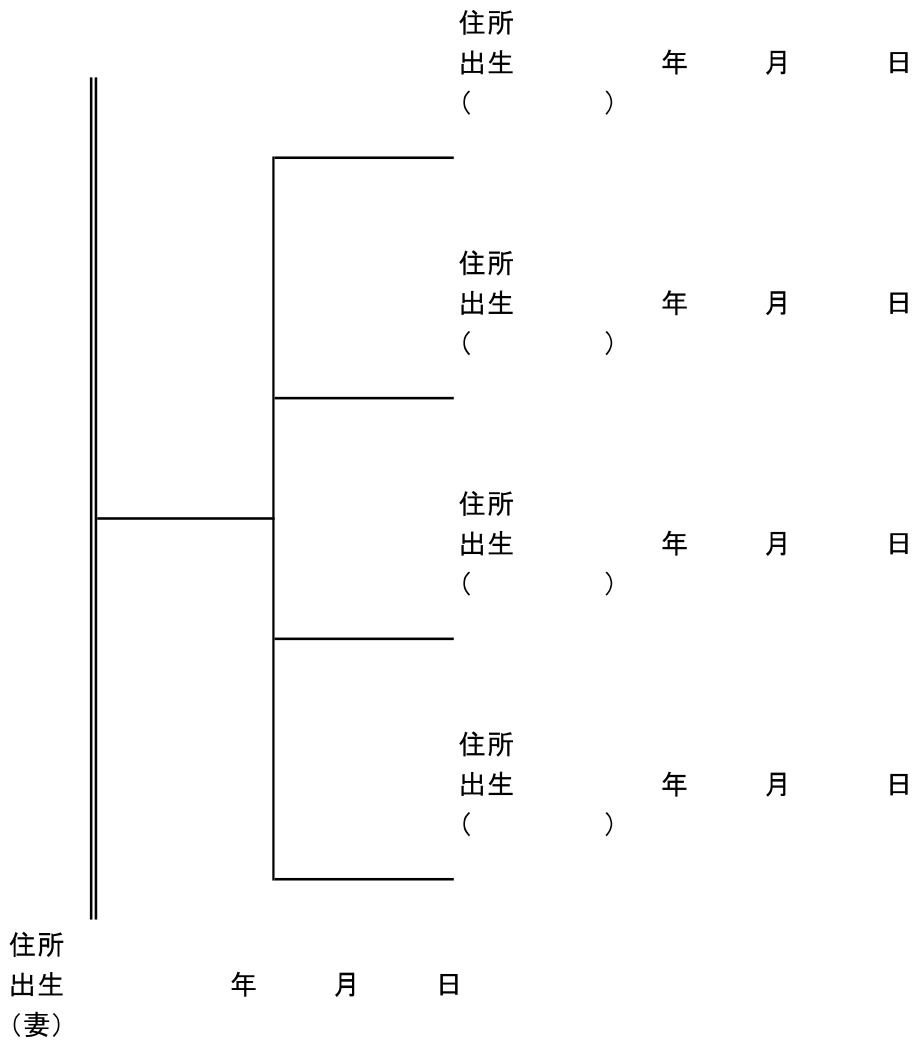 住所
出生　　　　　年　　　月　　　日
（　　　　　）
住所
出生　　　　　年　　　月　　　日
（　　　　　）
住所
出生　　　　　年　　　月　　　日
（　　　　　）
住所
出生　　　　　年　　　月　　　日
（　　　　　）
住所
出生　　　　　年　　　月　　　日
（妻）